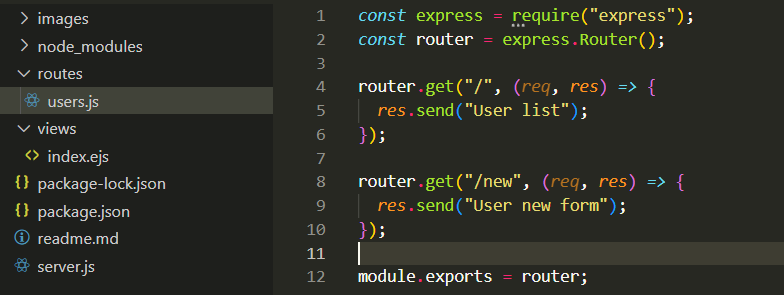 images
node_modules
routes
users.js
views
index.ejs
package-lock.json
package.json
readme.md
server.js
1 const express = require("express");
2 const router = express.Router();
3
4 router.get("/", (req, res) => {
5   res.send("User list");
6 });
7
8 router.get("/new", (req, res) => {
9   res.send("User new form");
10 });
11
12 module.exports = router;